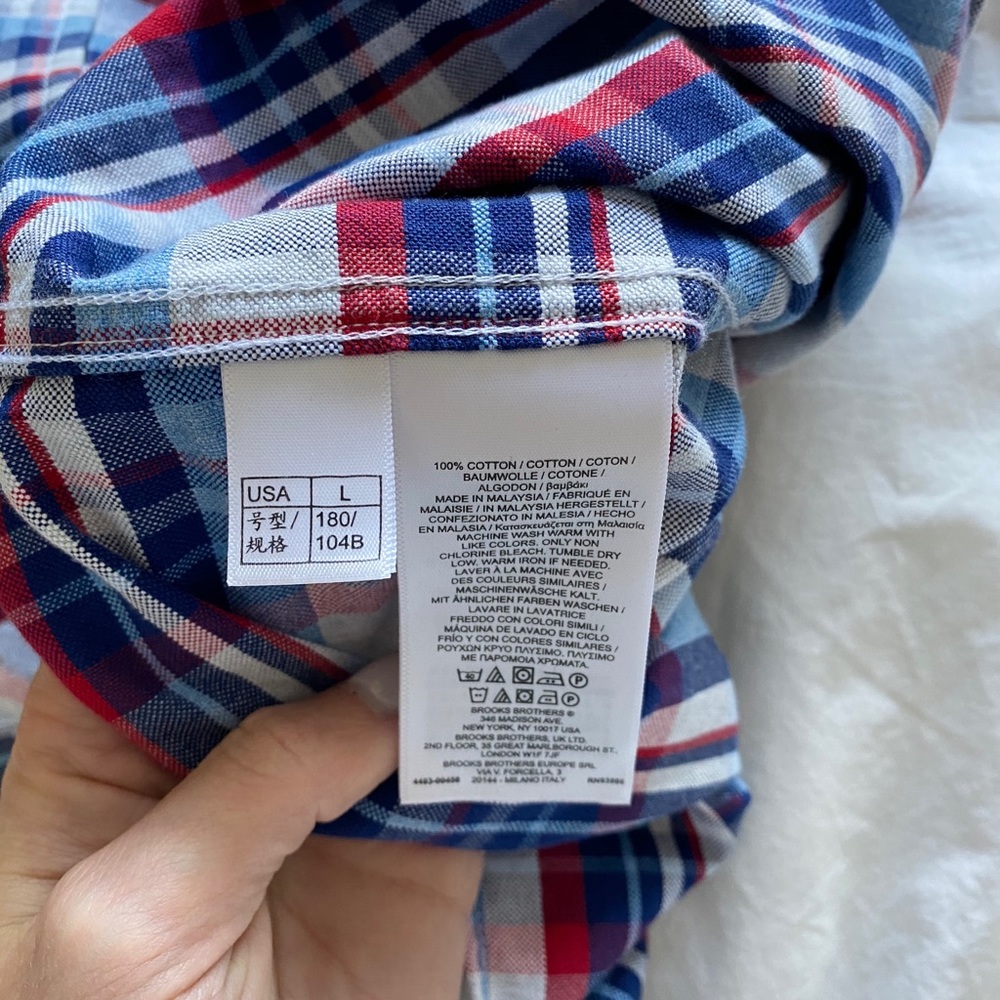 USA L
号型/ 180/
规格 104B
100% COTTON / COTTON / COTON /
BAUMWOLLE / COTONE /
ALGODON / βαμβάκι
MADE IN MALAYSIA / FABRIQUÉ EN
MALAISIE / IN MALAYSIA HERGESTELLT /
CONFEZIONATO IN MALESIA / HECHO
EN MALASIA / Κατασκευάζεται στη Μαλαισία
MACHINE WASH WARM WITH
LIKE COLORS. ONLY NON
CHLORINE BLEACH. TUMBLE DRY
LOW. WARM IRON IF NEEDED.
LAVER À LA MACHINE AVEC
DES COULEURS SIMILAIRES /
MASCHINENWÄSCHE KALT.
MIT ÄHNLICHEN FARBEN WASCHEN /
LAVARE IN LAVATRICE
FREDDO CON COLORI SIMILI /
MÁQUINA DE LAVADO EN CICLO
FRÍO Y CON COLORES SIMILARES /
ΡΟΥΧΩΝ ΚΡΥΟ ΠΛΥΣΙΜΟ. ΠΛΥΣΙΜΟ
ΜΕ ΠΑΡΟΜΟΙΑ ΧΡΩΜΑΤΑ.
40 P
P
BROOKS BROTHERS ®
346 MADISON AVE.
NEW YORK, NY 10017 USA
BROOKS BROTHERS, UK LTD.
2ND FLOOR, 35 GREAT MARLBOROUGH ST.,
LONDON W1F 7JF
BROOKS BROTHERS EUROPE SRL
VIA V. FORCELLA, 3
20144 - MILANO ITALY